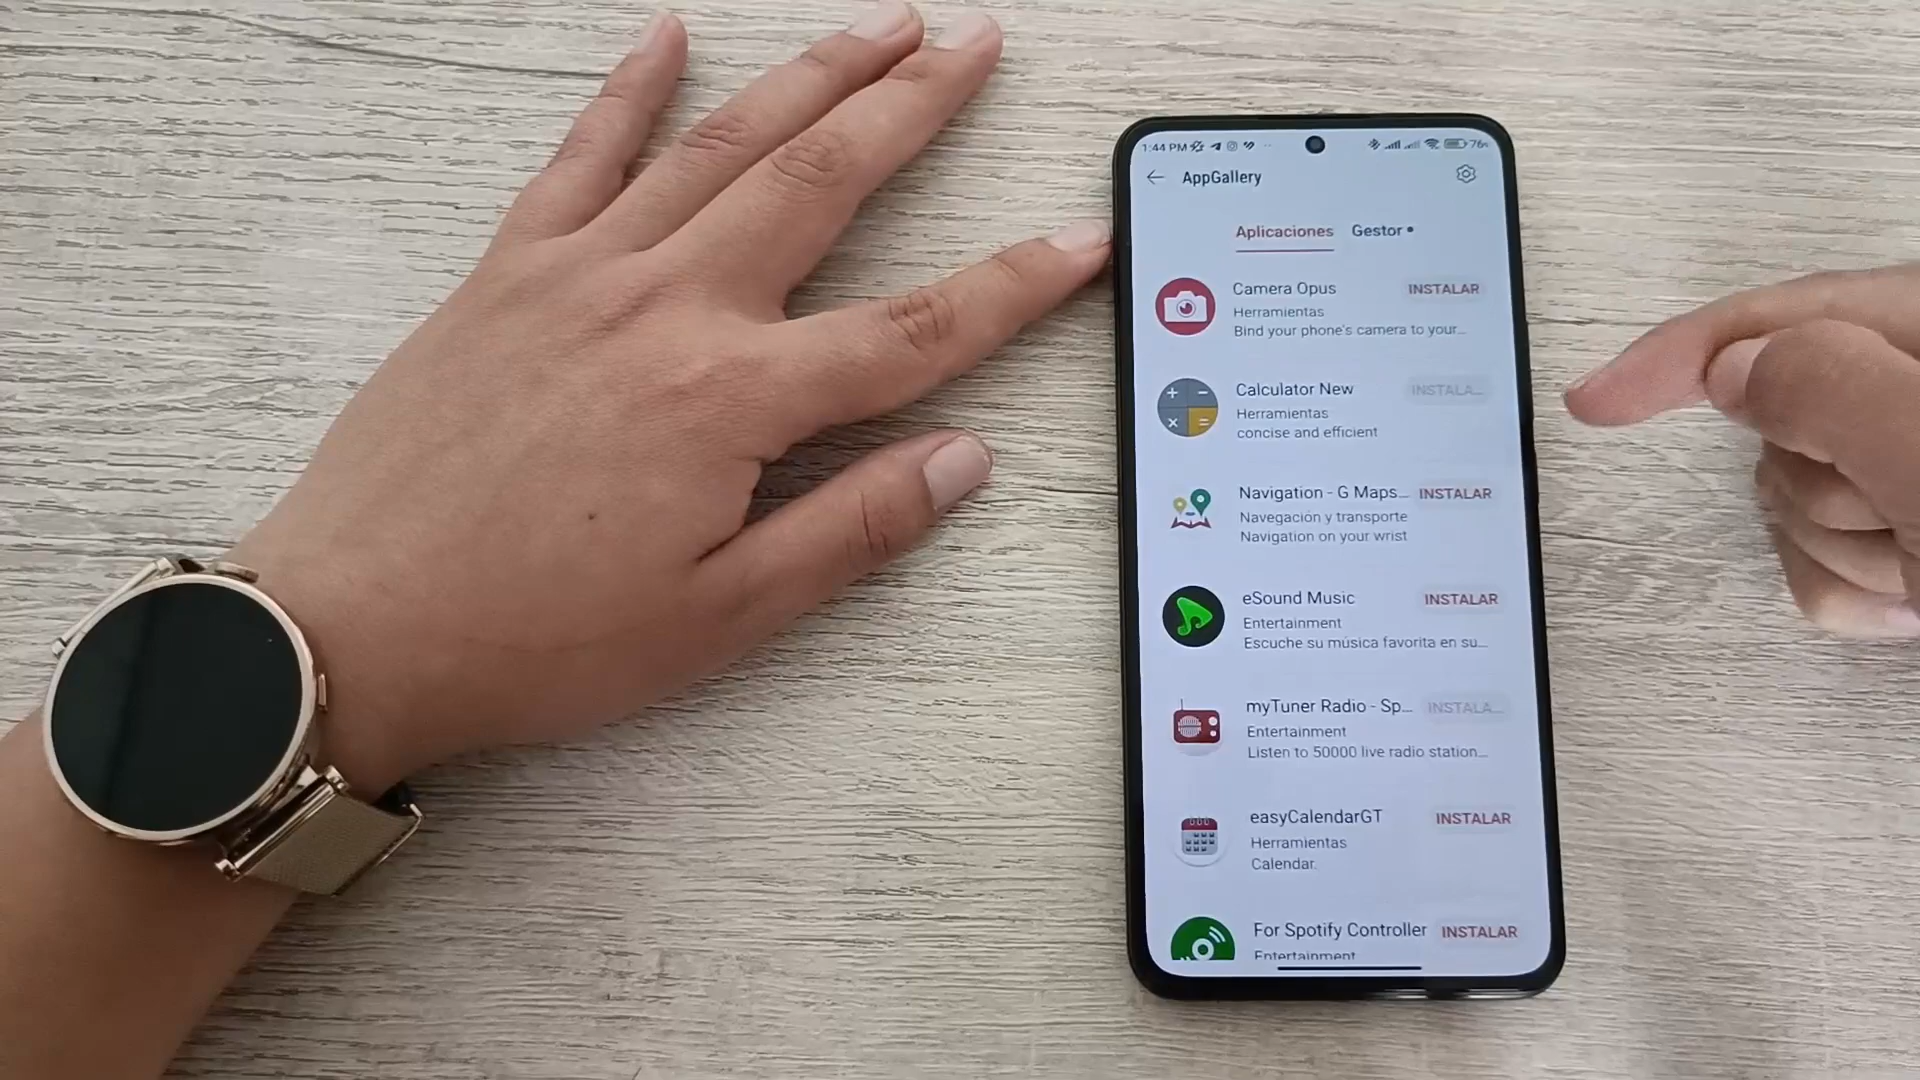 1:44 PM
76
AppGallery
Aplicaciones
Gestor
Camera Opus
INSTALAR
Herramientas
Bind your phone's camera to your...
Calculator New
INSTALA...
Herramientas
concise and efficient
Navigation - G Maps...
INSTALAR
Navegación y transporte
Navigation on your wrist
eSound Music
INSTALAR
Entertainment
Escuche su música favorita en su...
myTuner Radio - Sp...
INSTALA...
Entertainment
Listen to 50000 live radio station...
easyCalendarGT
INSTALAR
Herramientas
Calendar.
For Spotify Controller
INSTALAR
Entertainment